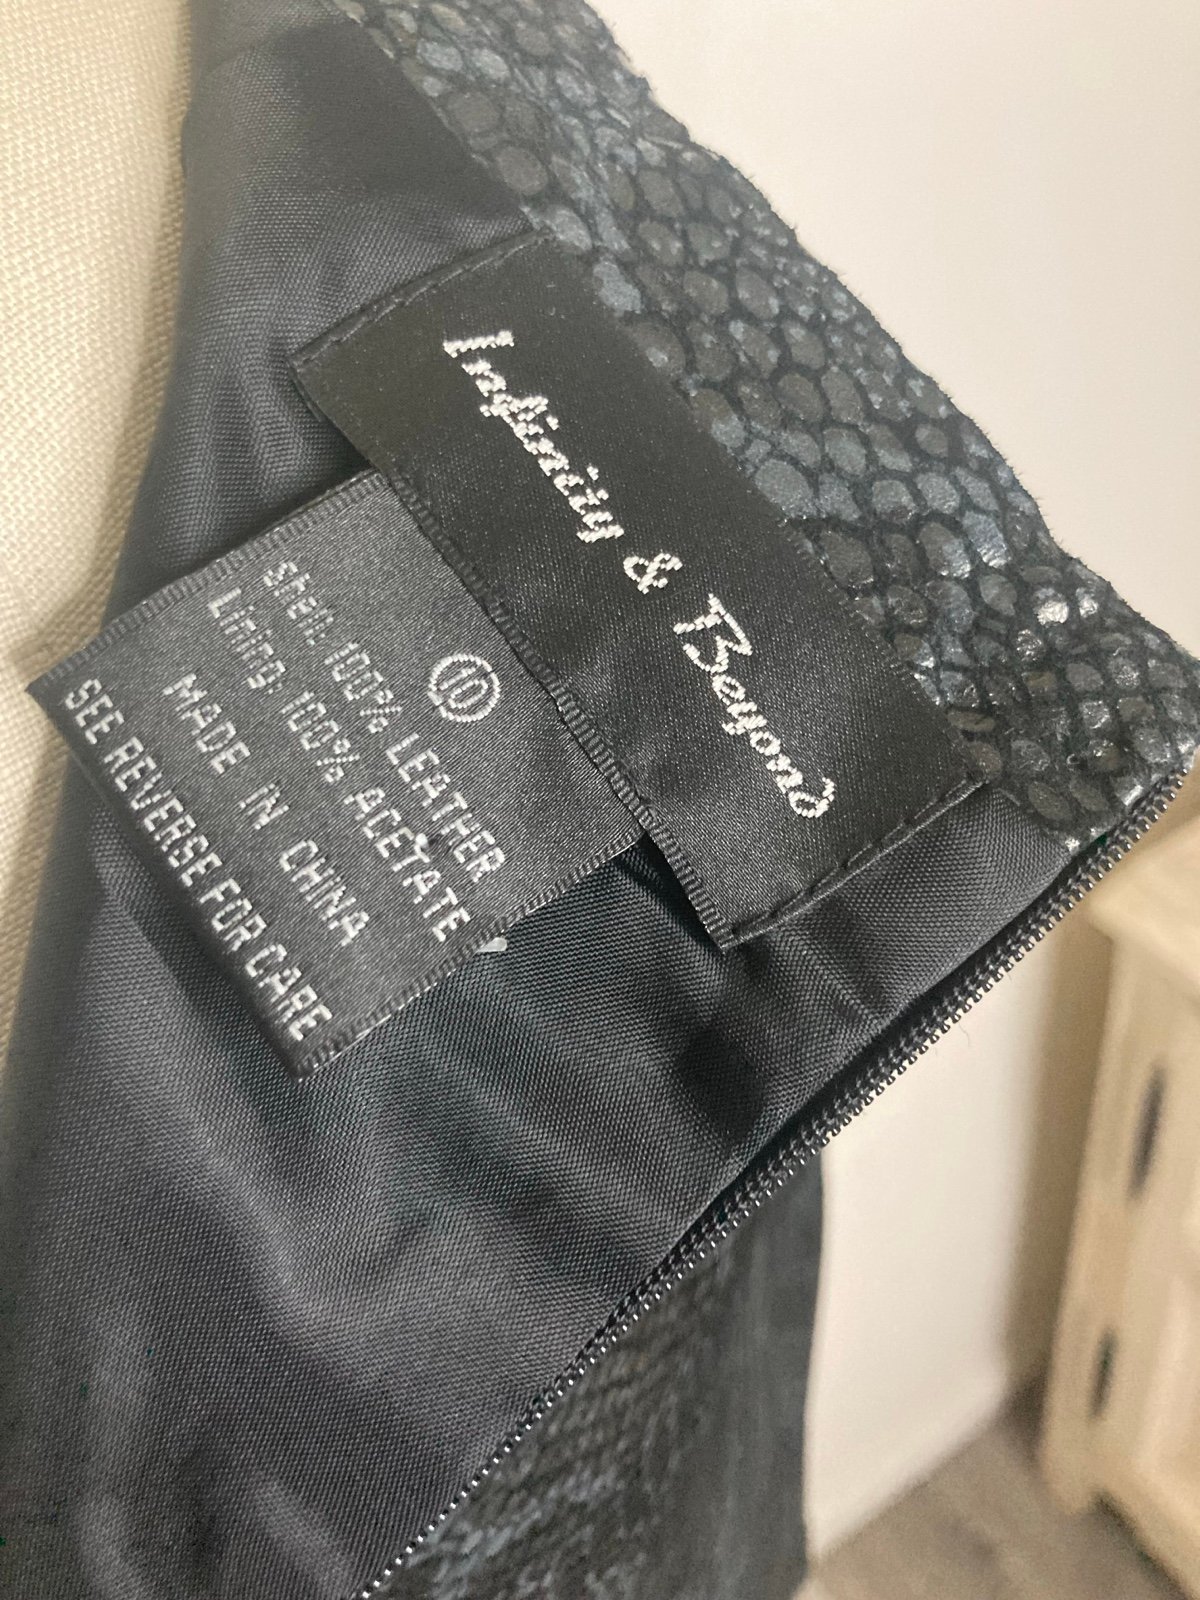 Infinity & Beyond
10
Shell: 100% LEATHER
Lining: 100% ACETATE
MADE IN CHINA
SEE REVERSE FOR CARE